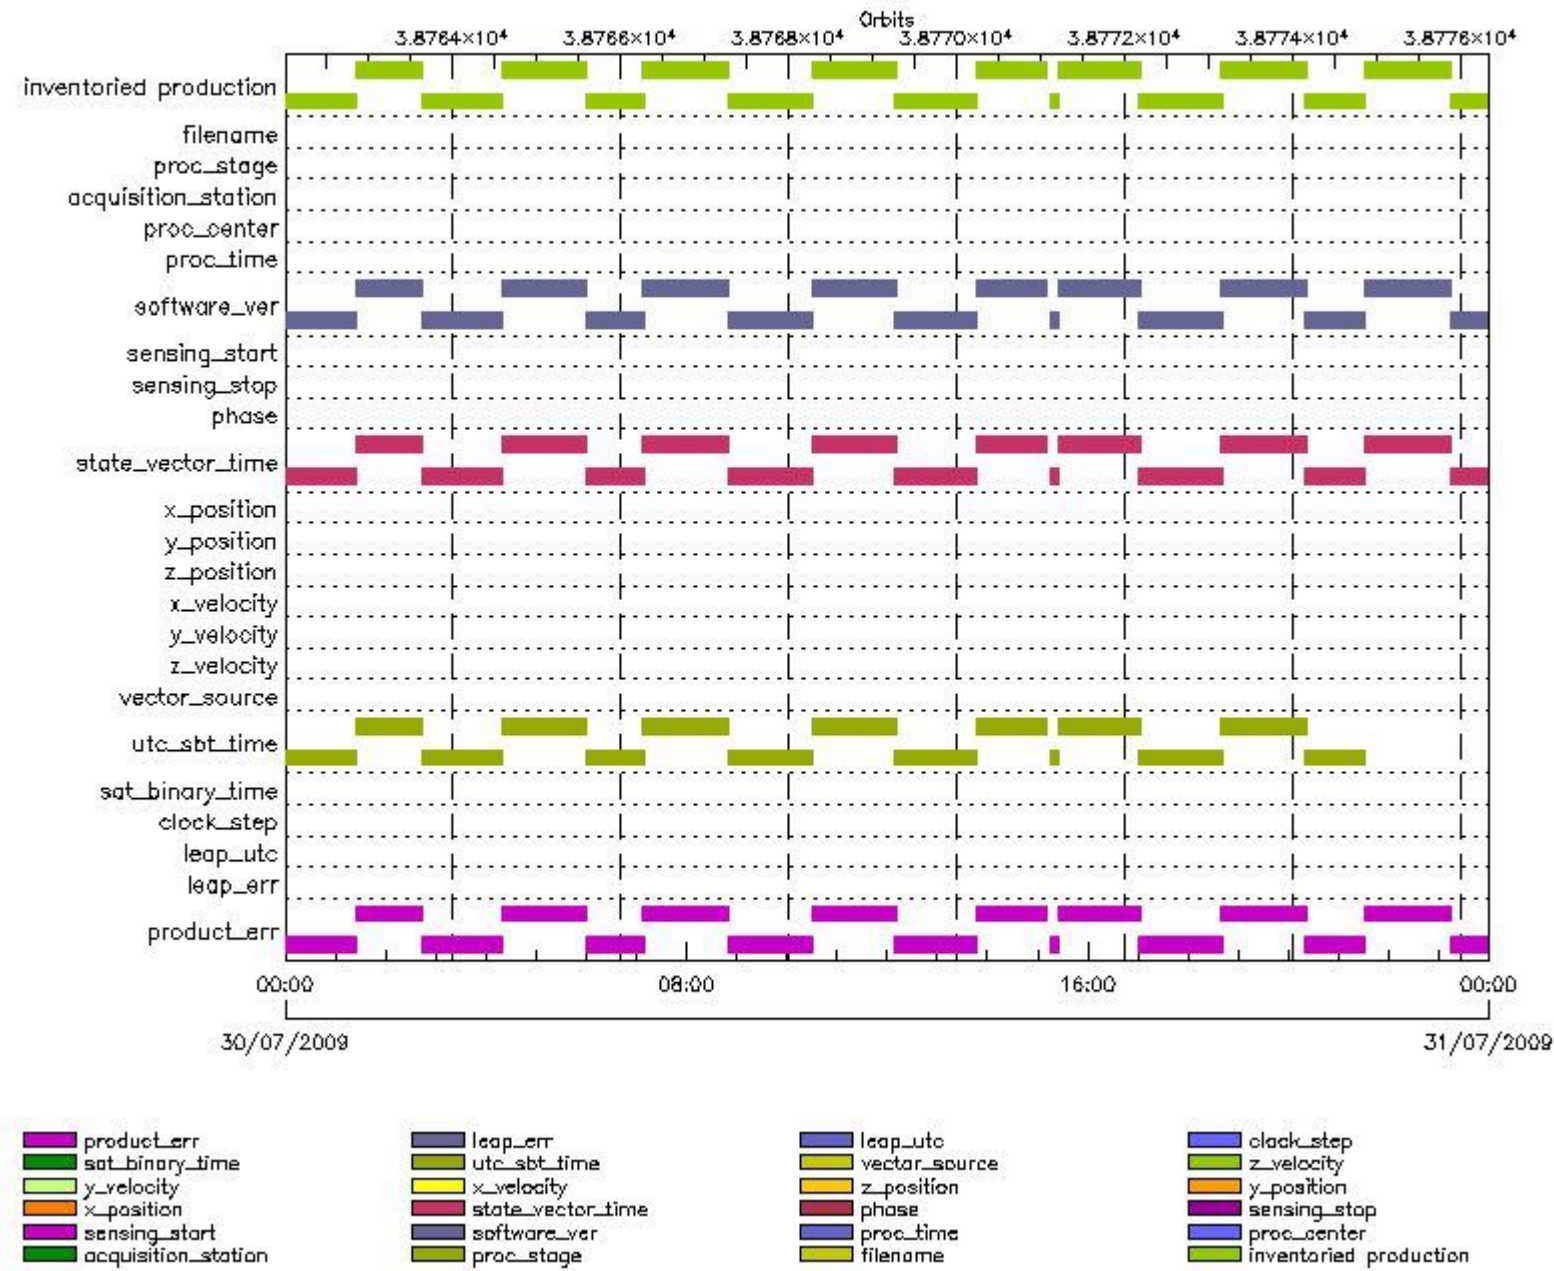 Orbits
3.8764×10⁴ 3.8766×10⁴ 3.8768×10⁴ 3.8770×10⁴ 3.8772×10⁴ 3.8774×10⁴ 3.8776×10⁴
inventoried production
filename
proc_stage
acquisition_station
proc_center
proc_time
software_ver
sensing_start
sensing_stop
phase
state_vector_time
x_position
y_position
z_position
x_velocity
y_velocity
z_velocity
vector_source
utc_sbt_time
sat_binary_time
clock_step
leap_utc
leap_err
product_err
00:00 08:00 16:00 00:00
30/07/2009 31/07/2009
product_err leap_err leap_utc clock_step
sat_binary_time utc_sbt_time vector_source z_velocity
y_velocity x_velocity z_position y_position
x_position state_vector_time phase sensing_stop
sensing_start software_ver proc_time proc_center
acquisition_station proc_stage filename inventoried production